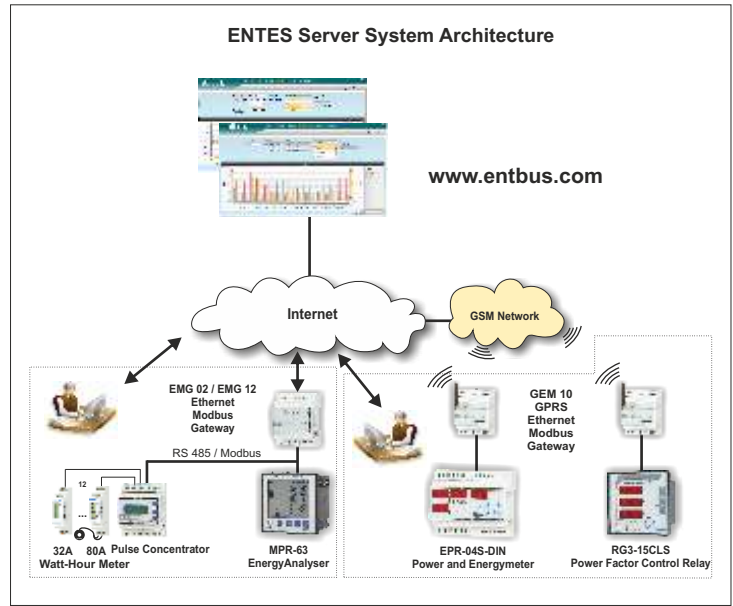 ENTES Server System Architecture
www.entbus.com
Internet
GSM Network
EMG 02 / EMG 12
Ethernet
Modbus
Gateway
GEM 10
GPRS
Ethernet
Modbus
Gateway
RS 485 / Modbus
12
...
32A
80A
Watt-Hour Meter
Pulse Concentrator
MPR-63
EnergyAnalyser
EPR-04S-DIN
Power and Energymeter
RG3-15CLS
Power Factor Control Relay